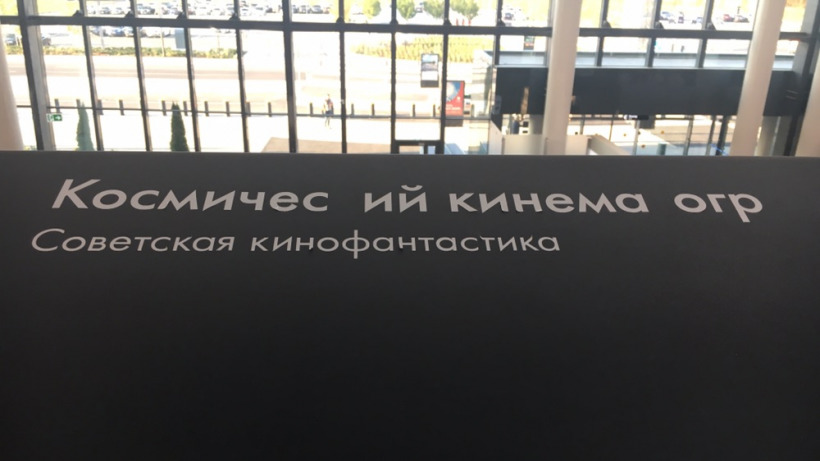 Космичес ий кинема огр
Советская кинофантастика